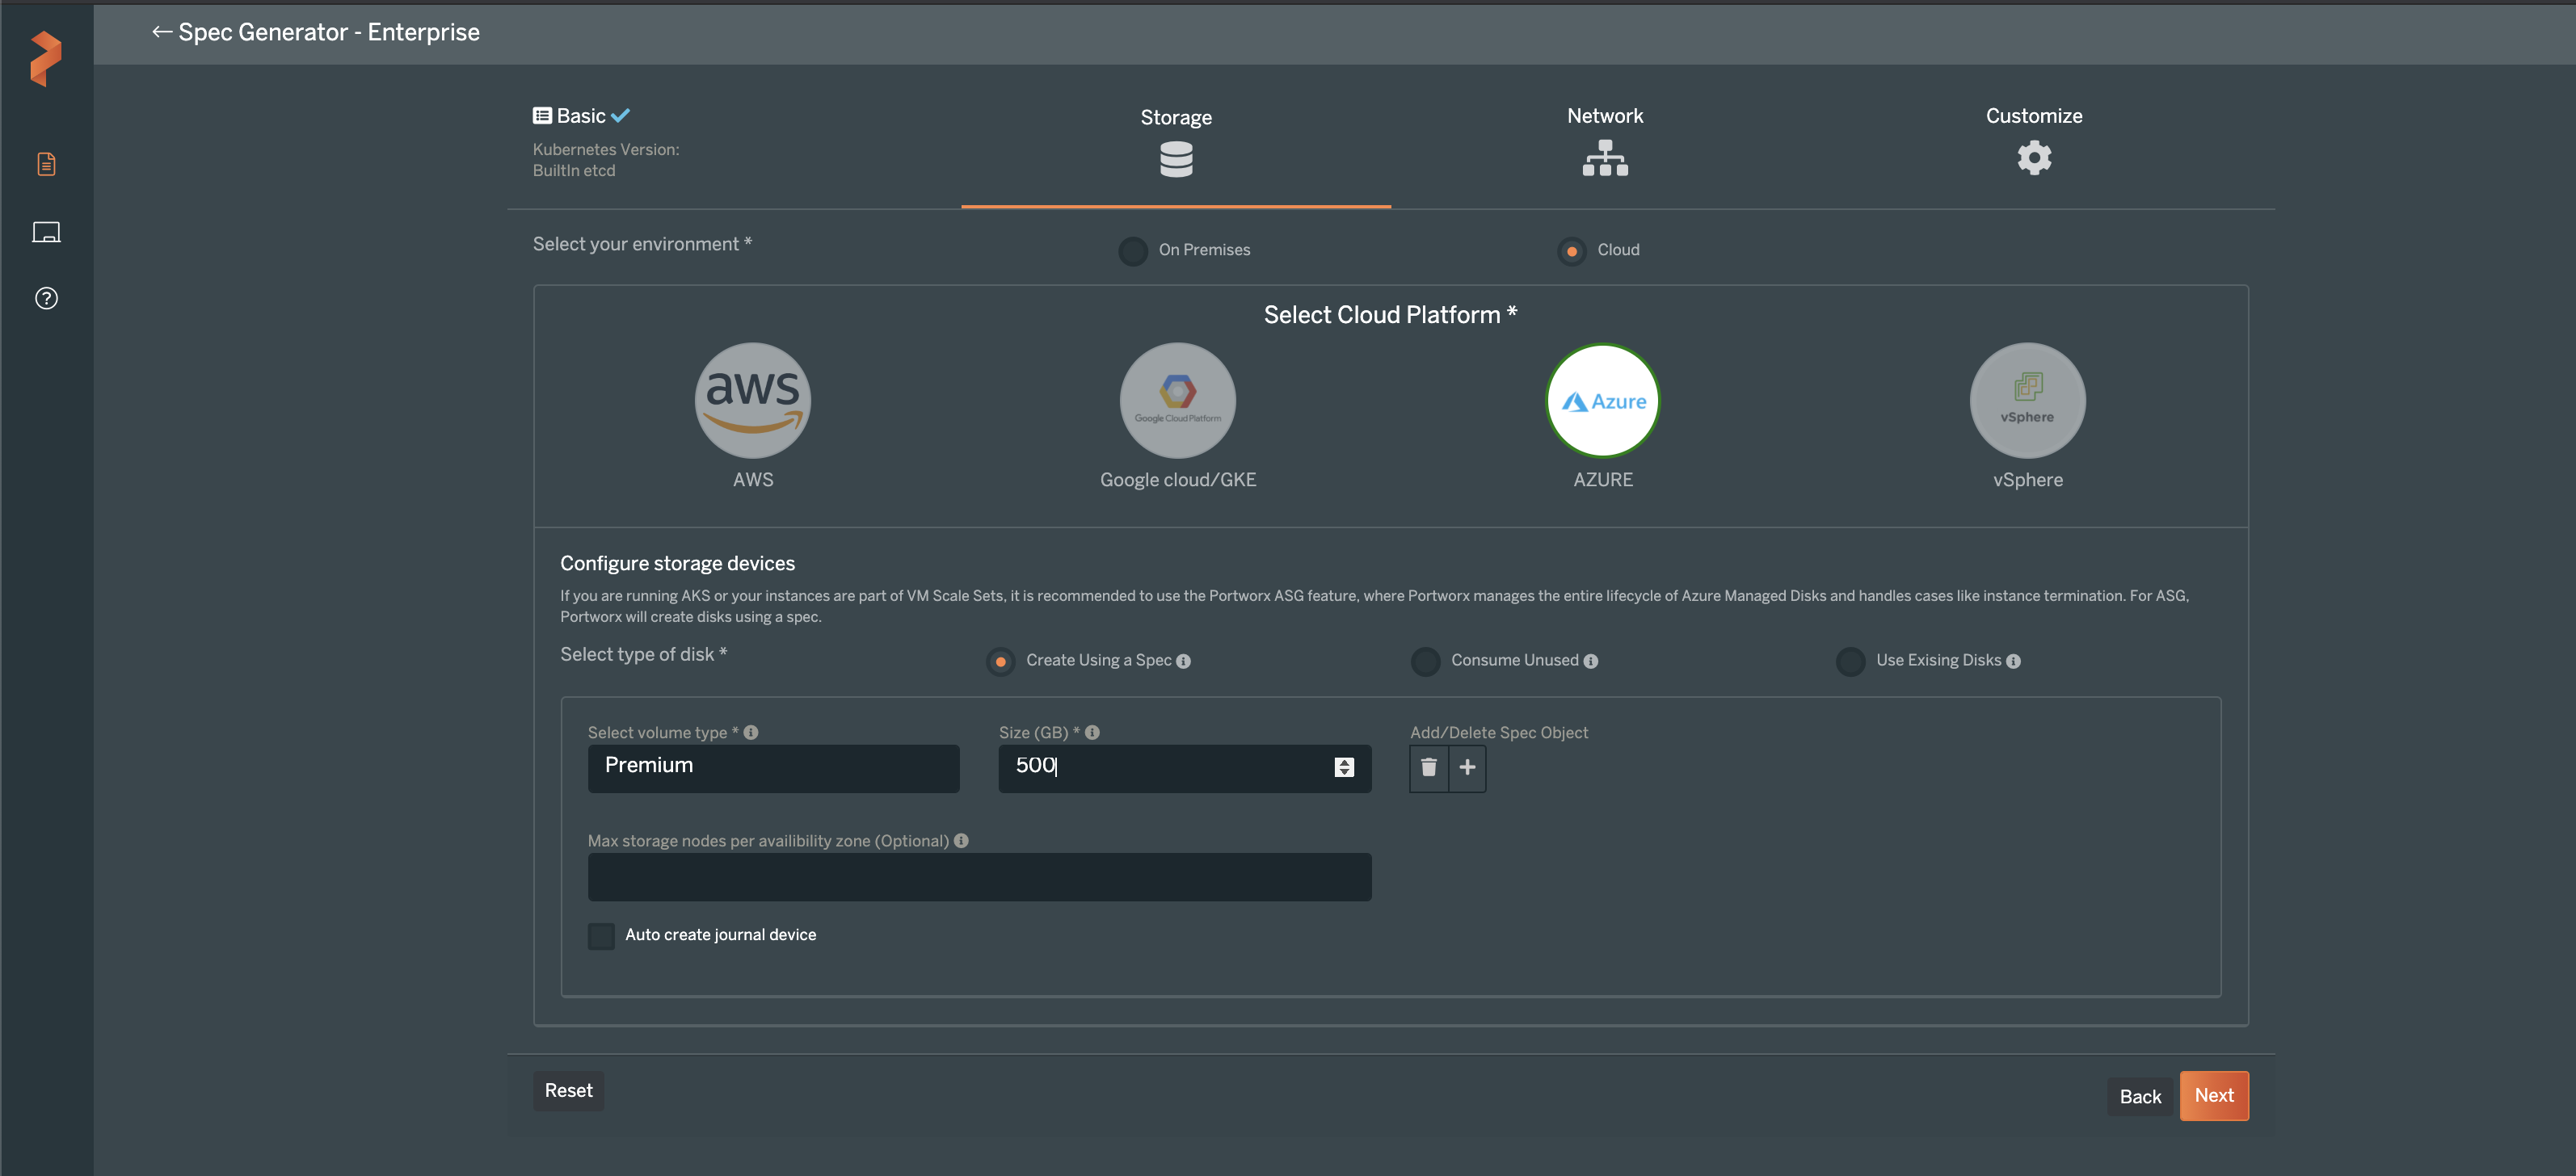 ← Spec Generator - Enterprise
Basic
Kubernetes Version:
BuiltIn etcd
Storage
Network
Customize
Select your environment *
On Premises
Cloud
Select Cloud Platform *
aws
Google Cloud Platform
Azure
vSphere
AWS
Google cloud/GKE
AZURE
vSphere
Configure storage devices
If you are running AKS or your instances are part of VM Scale Sets, it is recommended to use the Portworx ASG feature, where Portworx manages the entire lifecycle of Azure Managed Disks and handles cases like instance termination. For ASG,
Portworx will create disks using a spec.
Select type of disk *
Create Using a Spec
Consume Unused
Use Exising Disks
Select volume type *
Size (GB) *
Add/Delete Spec Object
Premium
500
Max storage nodes per availibility zone (Optional)
Auto create journal device
Reset
Back
Next